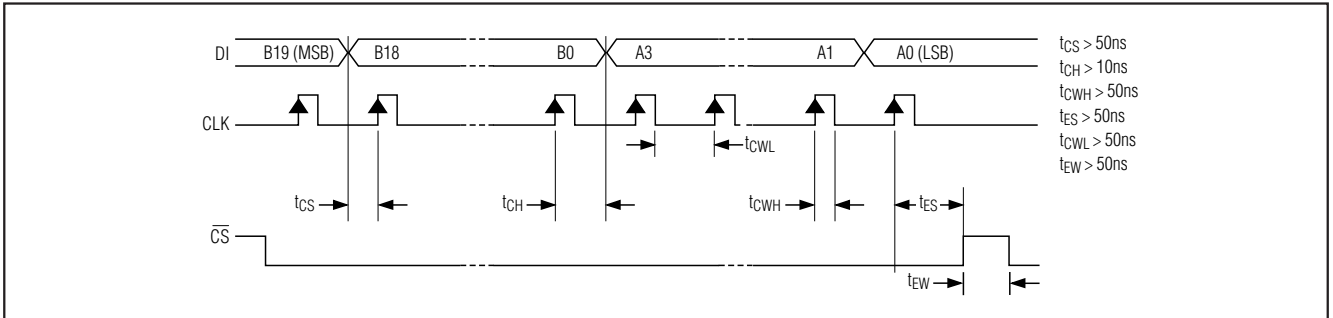 DI B19 (MSB) B18 B0 A3 A1 A0 (LSB)
CLK
tCWL
tCS tCH tCWH tES
CS
tEW
tCS > 50ns
tCH > 10ns
tCWH > 50ns
tES > 50ns
tCWL > 50ns
tEW > 50ns